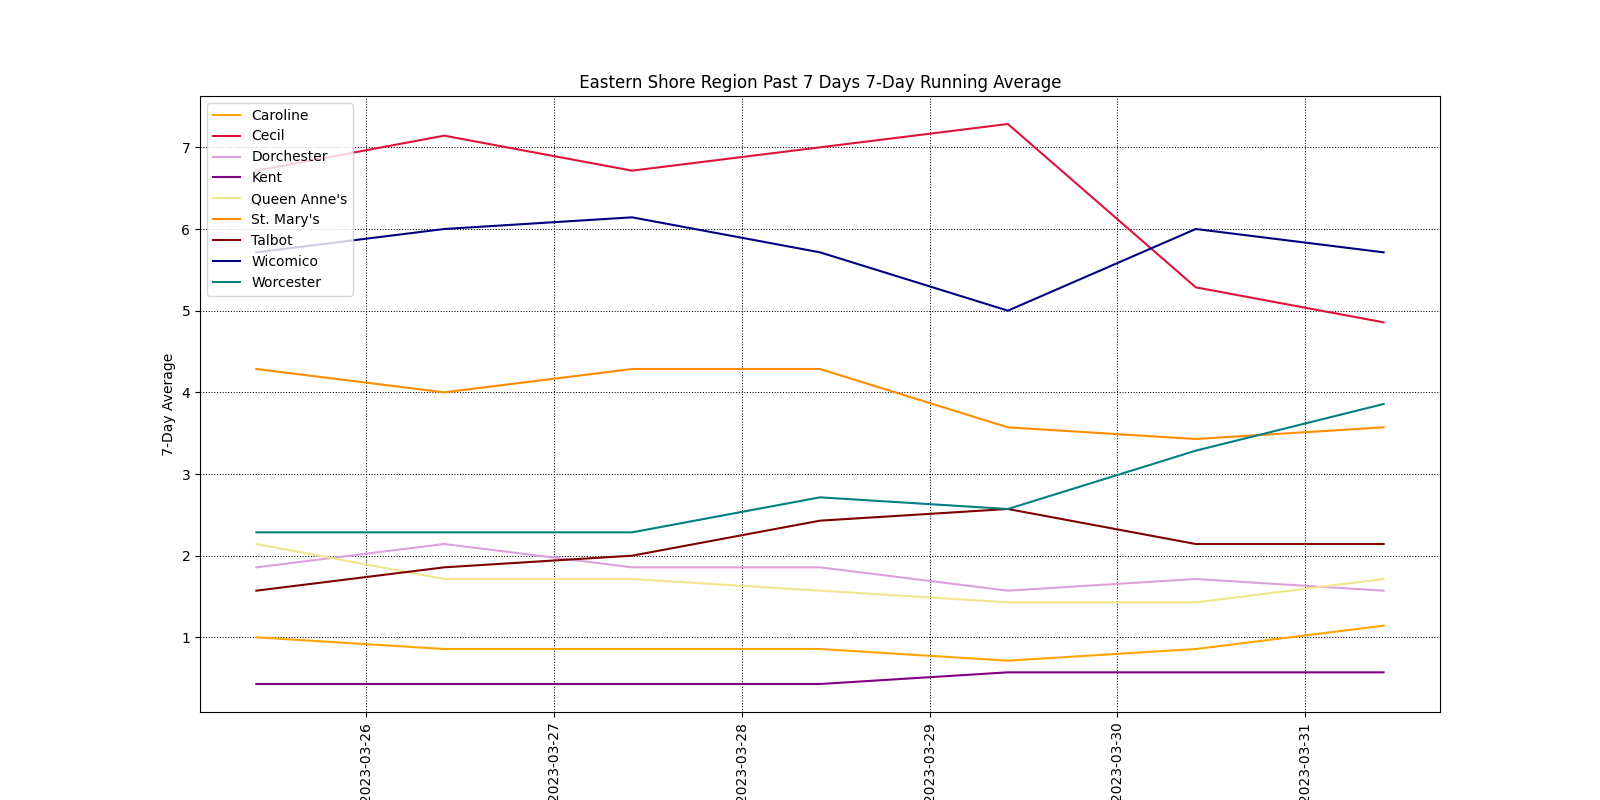 Eastern Shore Region Past 7 Days 7-Day Running Average
Caroline
Cecil
Dorchester
Kent
Queen Anne's
St. Mary's
Talbot
Wicomico
Worcester
7
6
5
4
3
2
1
7-Day Average
2023-03-26
2023-03-27
2023-03-28
2023-03-29
2023-03-30
2023-03-31